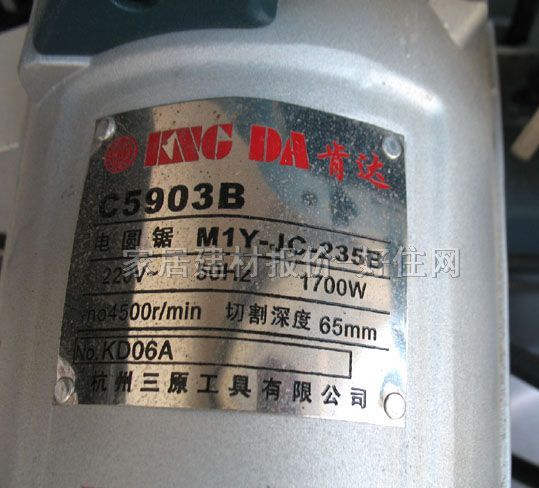 KNG DA 肯达
C5903B
电圆锯 M1Y-JC-235B
220V 50HZ 1700W
no4500r/min 切割深度 65mm
No.KD06A
杭州三原工具有限公司
家居建材报价 好住网